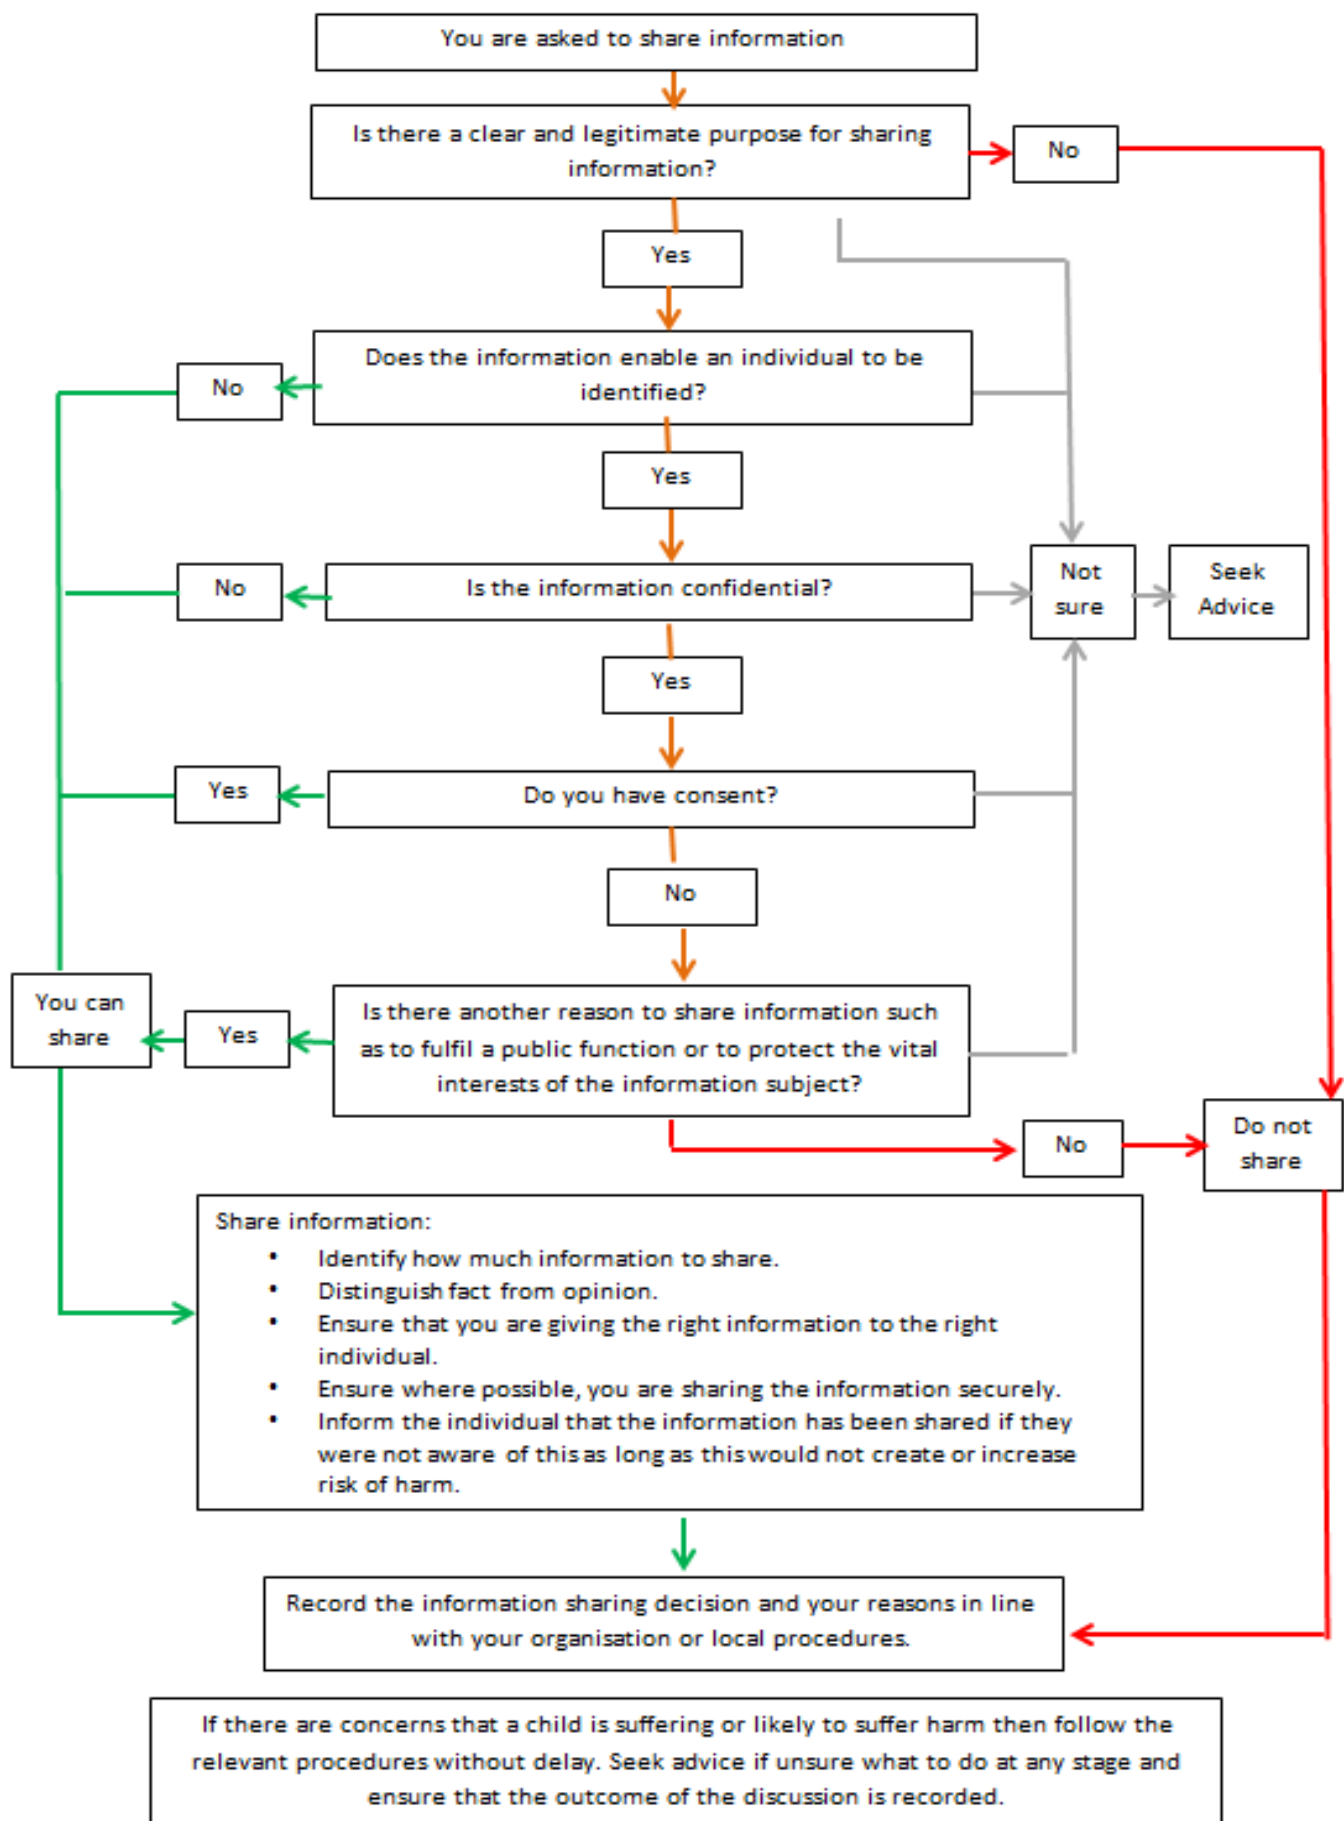 You are asked to share information
Is there a clear and legitimate purpose for sharing
information?
No
Yes
Does the information enable an individual to be
identified?
No
Yes
Is the information confidential?
No
Not
sure
Seek
Advice
Yes
Do you have consent?
Yes
No
Is there another reason to share information such
as to fulfil a public function or to protect the vital
interests of the information subject?
Yes
You can
share
No
Do not
share
Share information:
• Identify how much information to share.
• Distinguish fact from opinion.
• Ensure that you are giving the right information to the right
individual.
• Ensure where possible, you are sharing the information securely.
• Inform the individual that the information has been shared if they
were not aware of this as long as this would not create or increase
risk of harm.
Record the information sharing decision and your reasons in line
with your organisation or local procedures.
If there are concerns that a child is suffering or likely to suffer harm then follow the
relevant procedures without delay. Seek advice if unsure what to do at any stage and
ensure that the outcome of the discussion is recorded.